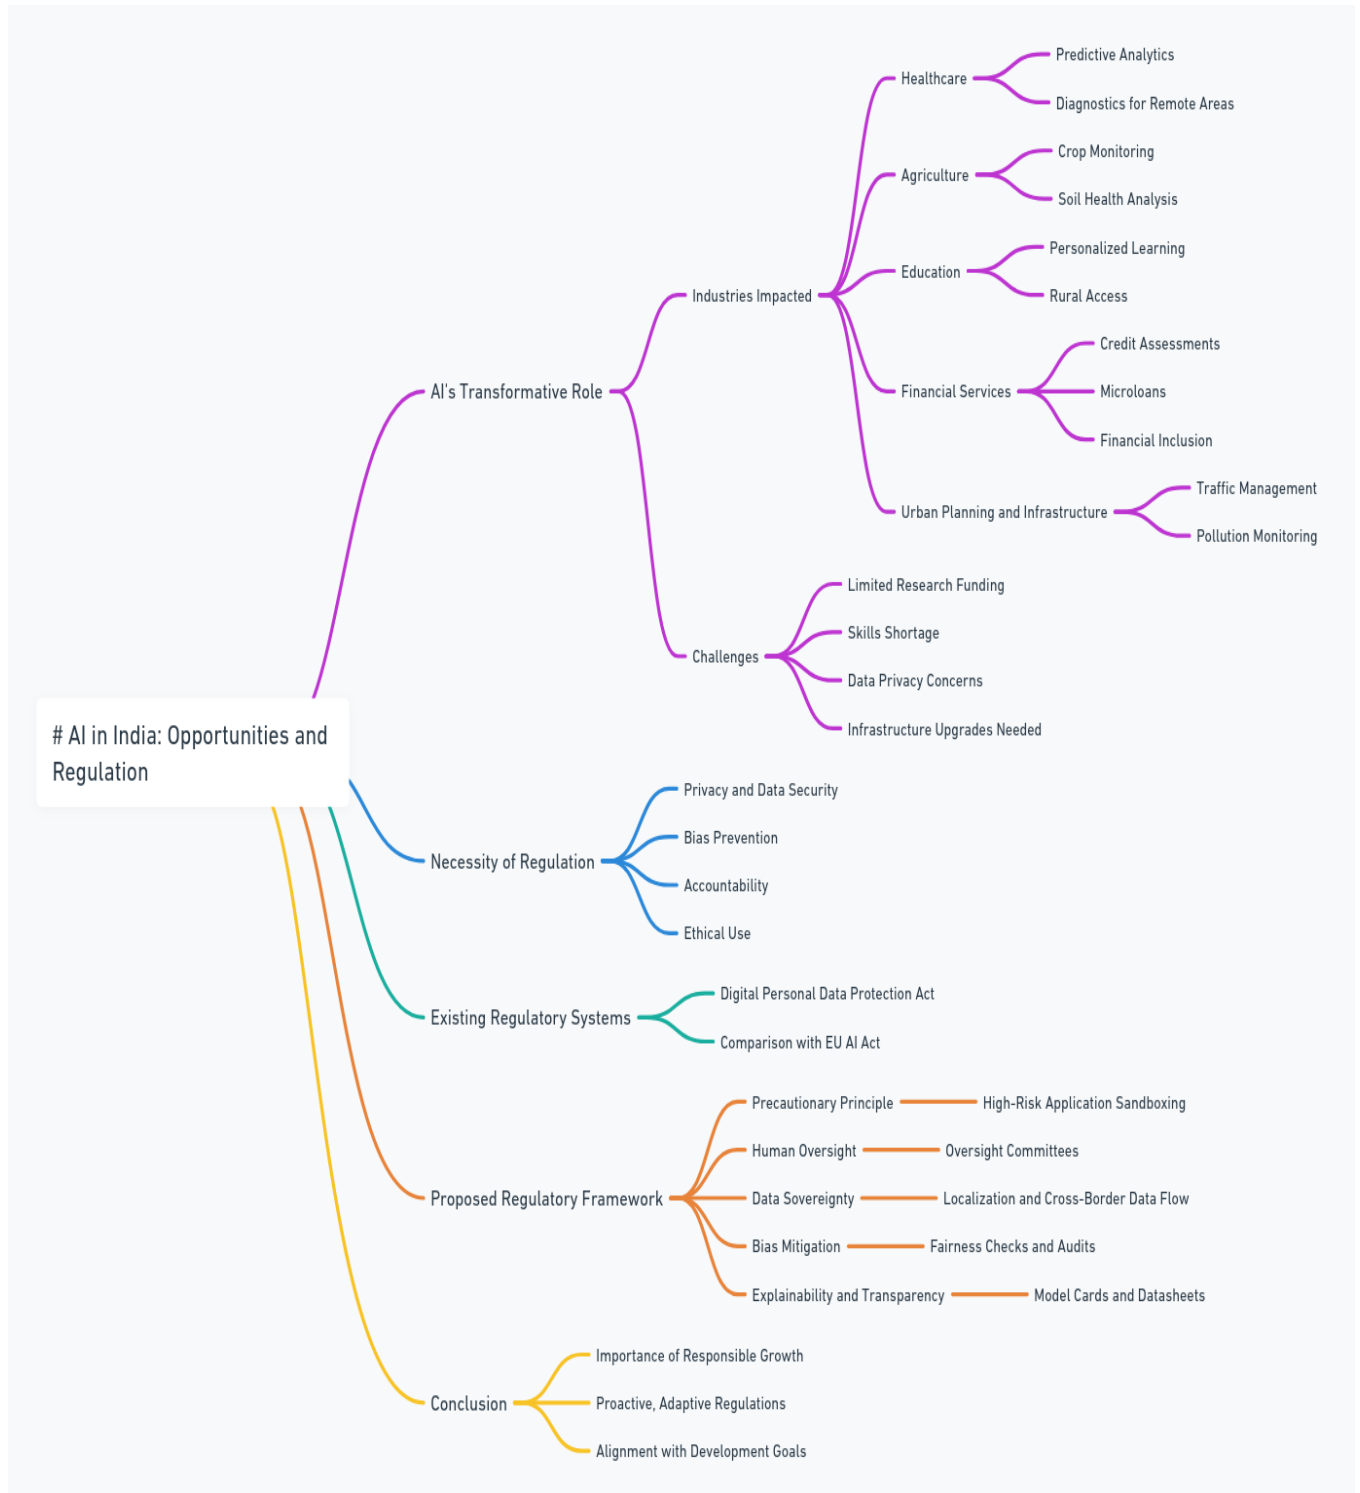 # AI in India: Opportunities and
Regulation
AI's Transformative Role
Industries Impacted
Healthcare
Predictive Analytics
Diagnostics for Remote Areas
Agriculture
Crop Monitoring
Soil Health Analysis
Education
Personalized Learning
Rural Access
Financial Services
Credit Assessments
Microloans
Financial Inclusion
Urban Planning and Infrastructure
Traffic Management
Pollution Monitoring
Challenges
Limited Research Funding
Skills Shortage
Data Privacy Concerns
Infrastructure Upgrades Needed
Necessity of Regulation
Privacy and Data Security
Bias Prevention
Accountability
Ethical Use
Existing Regulatory Systems
Digital Personal Data Protection Act
Comparison with EU AI Act
Proposed Regulatory Framework
Precautionary Principle
High-Risk Application Sandboxing
Human Oversight
Oversight Committees
Data Sovereignty
Localization and Cross-Border Data Flow
Bias Mitigation
Fairness Checks and Audits
Explainability and Transparency
Model Cards and Datasheets
Conclusion
Importance of Responsible Growth
Proactive, Adaptive Regulations
Alignment with Development Goals